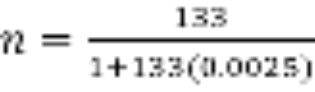 n = 133 / 1+133(0.0025)